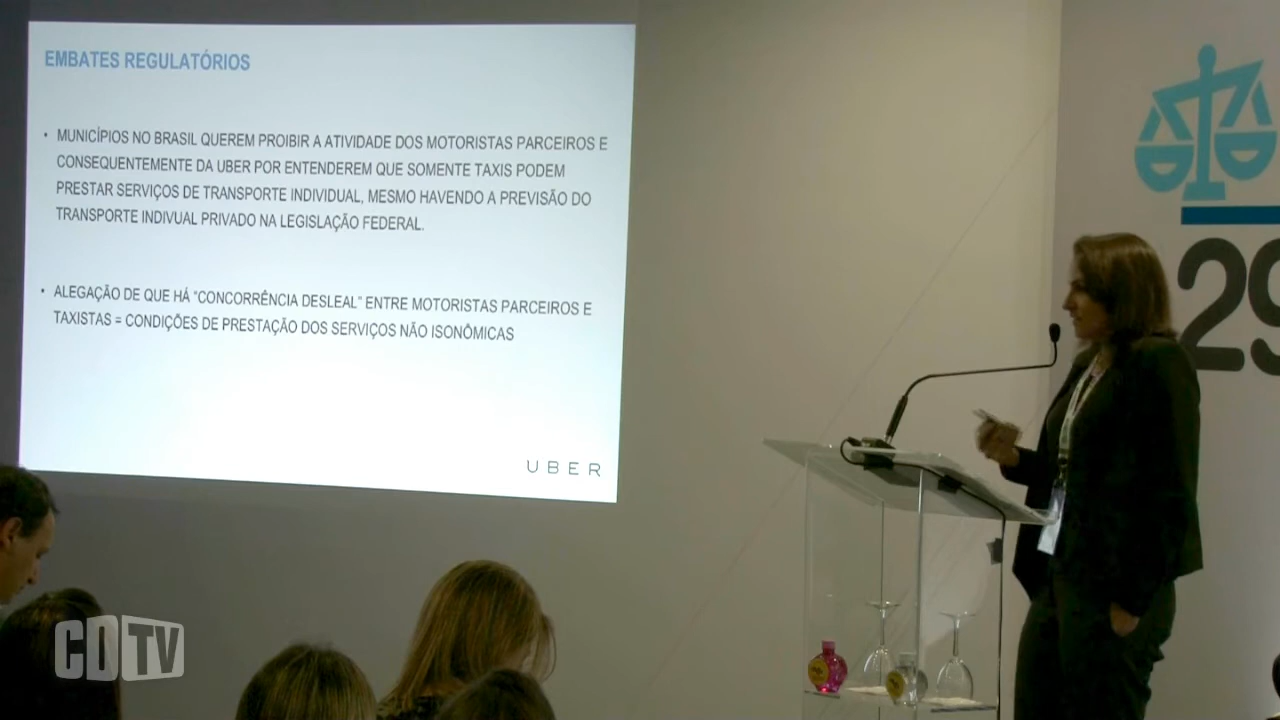 EMBATES REGULATÓRIOS
• MUNICÍPIOS NO BRASIL QUEREM PROIBIR A ATIVIDADE DOS MOTORISTAS PARCEIROS E
CONSEQUENTEMENTE DA UBER POR ENTENDEREM QUE SOMENTE TAXIS PODEM
PRESTAR SERVIÇOS DE TRANSPORTE INDIVIDUAL, MESMO HAVENDO A PREVISÃO DO
TRANSPORTE INDIVUAL PRIVADO NA LEGISLAÇÃO FEDERAL.
• ALEGAÇÃO DE QUE HÁ “CONCORRÊNCIA DESLEAL” ENTRE MOTORISTAS PARCEIROS E
TAXISTAS = CONDIÇÕES DE PRESTAÇÃO DOS SERVIÇOS NÃO ISONÔMICAS
UBER
29
CDTV